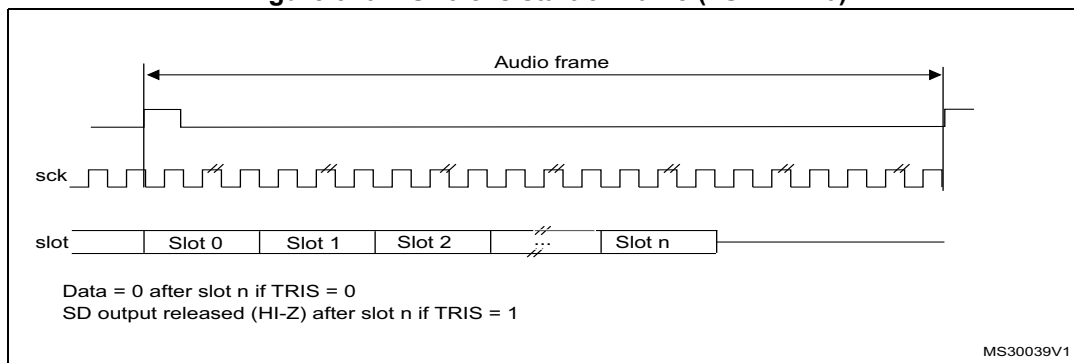 Audio frame
sck
slot Slot 0 Slot 1 Slot 2 ... Slot n
Data = 0 after slot n if TRIS = 0
SD output released (HI-Z) after slot n if TRIS = 1
MS30039V1